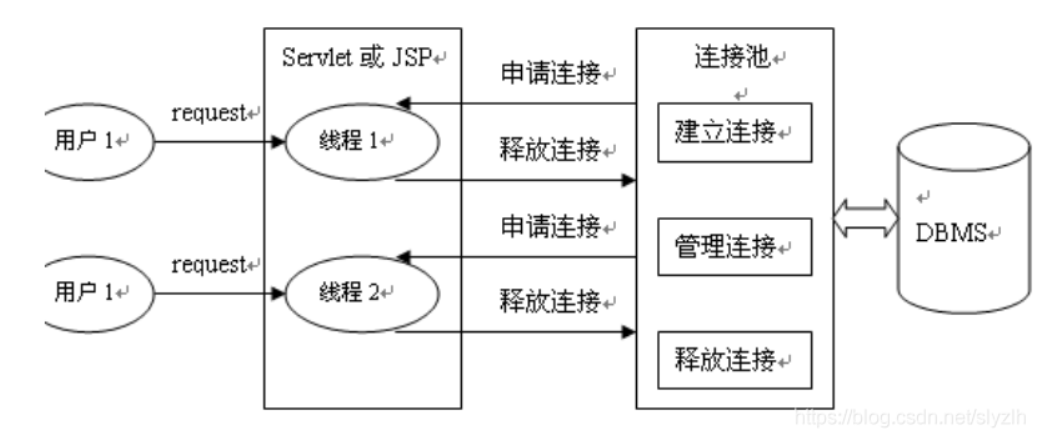 Servlet 或 JSP
连接池
申请连接
request
用户 1
线程 1
建立连接
释放连接
DBMS
申请连接
管理连接
request
用户 1
线程 2
释放连接
释放连接
https://blog.csdn.net/slyzlh